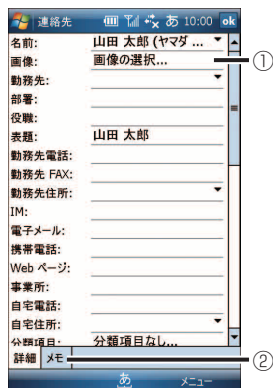 連絡先 あ 10:00 ok
名前: 山田 太郎 (ヤマダ ...
画像: 画像の選択... ①
勤務先:
部署:
役職:
表題: 山田 太郎
勤務先電話:
勤務先 FAX:
勤務先住所:
IM:
電子メール:
携帯電話:
Web ページ:
事業所:
自宅電話:
自宅住所:
分類項目: 分類項目なし...
詳細 メモ ②
あ メニュー